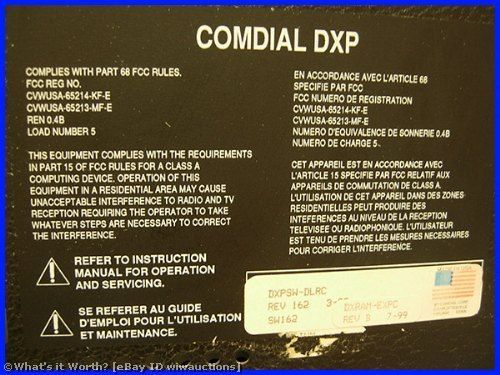 COMDIAL DXP
COMPLIES WITH PART 68 FCC RULES.
FCC REG NO.
CVWUSA-65214-KF-E
CVWUSA-65213-MF-E
REN 0.4B
LOAD NUMBER 5
THIS EQUIPMENT COMPLIES WITH THE REQUIREMENTS
IN PART 15 OF FCC RULES FOR A CLASS A
COMPUTING DEVICE. OPERATION OF THIS
EQUIPMENT IN A RESIDENTIAL AREA MAY CAUSE
UNACCEPTABLE INTERFERENCE TO RADIO AND TV
RECEPTION REQUIRING THE OPERATOR TO TAKE
WHATEVER STEPS ARE NECESSARY TO CORRECT
THE INTERFERENCE.
REFER TO INSTRUCTION
MANUAL FOR OPERATION
AND SERVICING.
SE REFERER AU GUIDE
D'EMPLOI POUR L'UTILISATION
ET MAINTENANCE.
EN ACCORDANCE AVEC L'ARTICLE 68
SPECIFIE PAR FCC
FCC NUMERO DE REGISTRATION
CVWUSA-65214-KF-E
CVWUSA-65213-MF-E
NUMERO D'EQUIVALENCE DE SONNERIE 0.4B
NUMERO DE CHARGE 5
CET APPAREIL EST EN ACCORDANCE AVEC
L'ARTICLE 15 SPECIFIE PAR FCC RELATIF AUX
APPAREILS DE COMMUTATION DE CLASS A.
L'UTILISATION DE CET APPAREIL DANS DES ZONES
RESIDENTIALLES PEUT PRODUIRE DES
INTEFERENCES AU NIVEAU DE LA RECEPTION
TELEVISEE OU RADIOPHONIQUE. L'UTILISATEUR
EST TENU DE PRENDRE LES MESURES NECESSAIRES
POUR CORRIGER L'INTERFERENCE.
DXPSW-DLRC
REV 162
SW162
DXRAM-EXPD
REV B 7-99
©What's it Worth? [eBay ID wiwauctions]